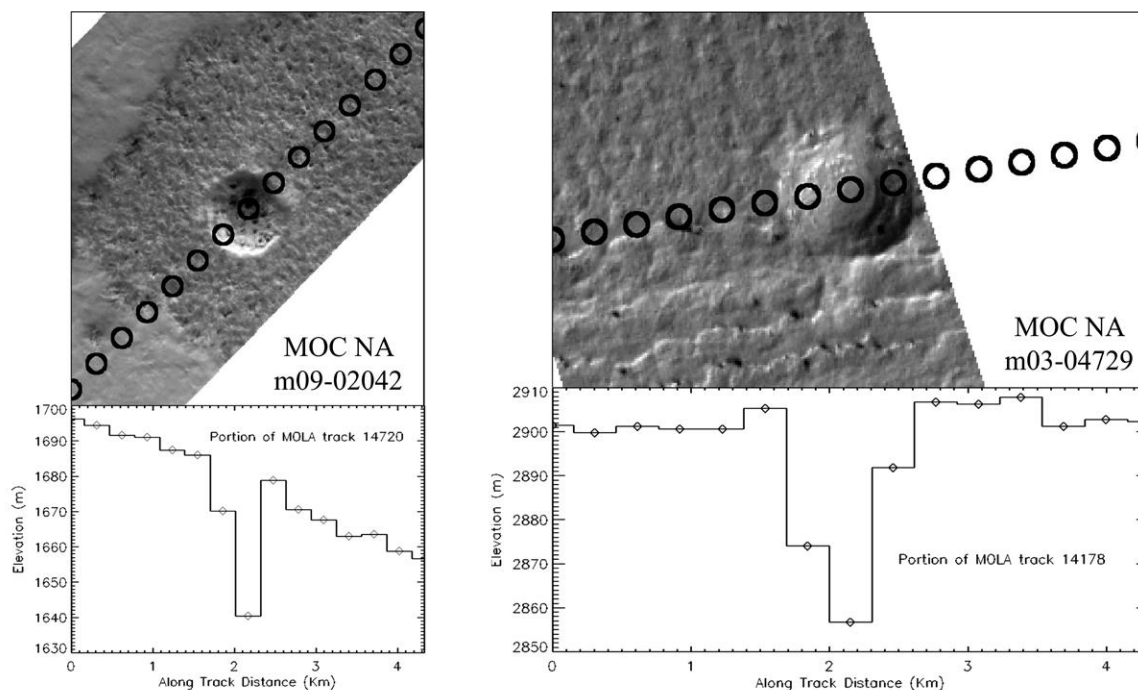 MOC NA
m09-02042
1700
1690
1680
1670
1660
1650
1640
1630
Elevation (m)
Portion of MOLA track 14720
0 1 2 3 4
Along Track Distance (Km)
MOC NA
m03-04729
2910
2900
2890
2880
2870
2860
2850
Elevation (m)
Portion of MOLA track 14178
0 1 2 3 4
Along Track Distance (Km)